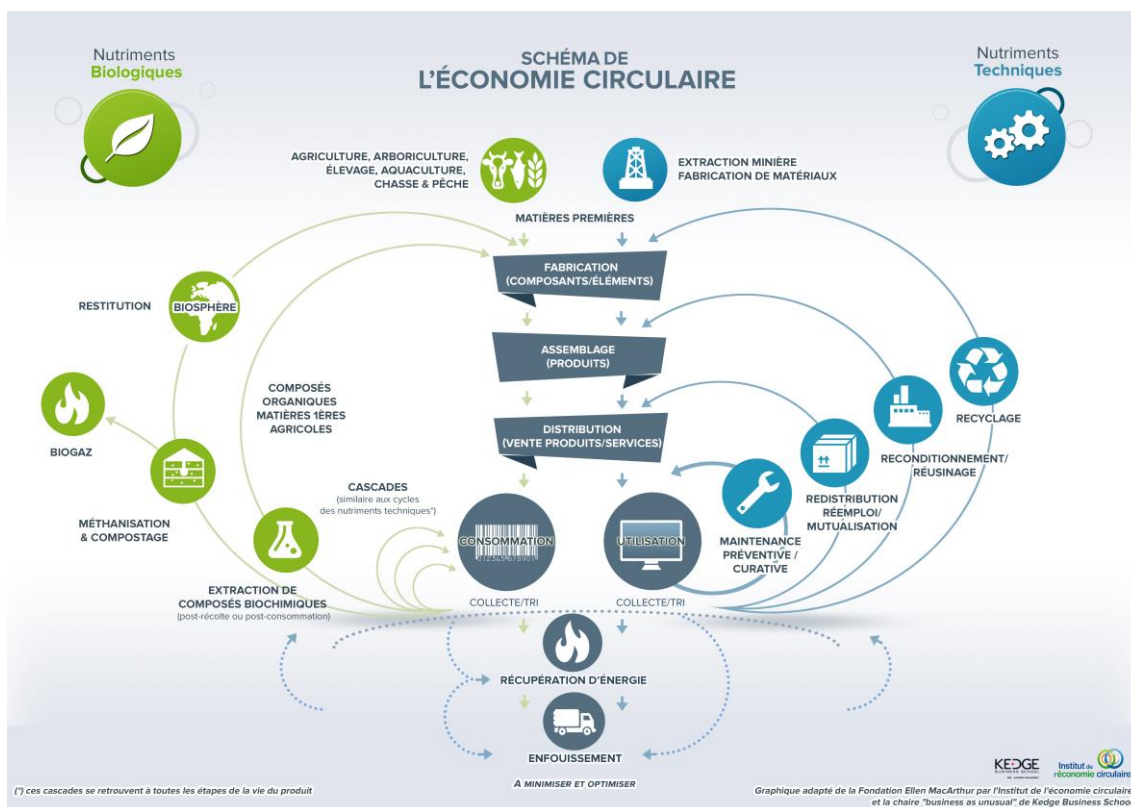 Nutriments
Biologiques
SCHÉMA DE
L'ÉCONOMIE CIRCULAIRE
Nutriments
Techniques
AGRICULTURE, ARBORICULTURE,
ÉLEVAGE, AQUACULTURE,
CHASSE & PÊCHE
EXTRACTION MINIÈRE
FABRICATION DE MATÉRIAUX
MATIÈRES PREMIÈRES
FABRICATION
(COMPOSANTS/ÉLÉMENTS)
RESTITUTION
BIOSPHÈRE
ASSEMBLAGE
(PRODUITS)
COMPOSÉS
ORGANIQUES
MATIÈRES 1ÈRES
AGRICOLES
RECYCLAGE
DISTRIBUTION
(VENTE PRODUITS/SERVICES)
BIOGAZ
RECONDITIONNEMENT/
RÉUSINAGE
CASCADES
(similaire aux cycles
des nutriments techniques*)
REDISTRIBUTION
RÉEMPLOI/
MUTUALISATION
MÉTHANISATION
& COMPOSTAGE
CONSOMMATION
UTILISATION
MAINTENANCE
PRÉVENTIVE /
CURATIVE
EXTRACTION DE
COMPOSÉS BIOCHIMIQUES
(post-récolte ou post-consommation)
COLLECTE/TRI
COLLECTE/TRI
RÉCUPÉRATION D'ÉNERGIE
ENFOUISSEMENT
A MINIMISER ET OPTIMISER
KEDGE
BUSINESS SCHOOL
Institut de
l'économie circulaire
(*) ces cascades se retrouvent à toutes les étapes de la vie du produit
Graphique adapté de la Fondation Ellen MacArthur par l'Institut de l'économie circulaire
et la chaire "business as unusual" de Kedge Business School